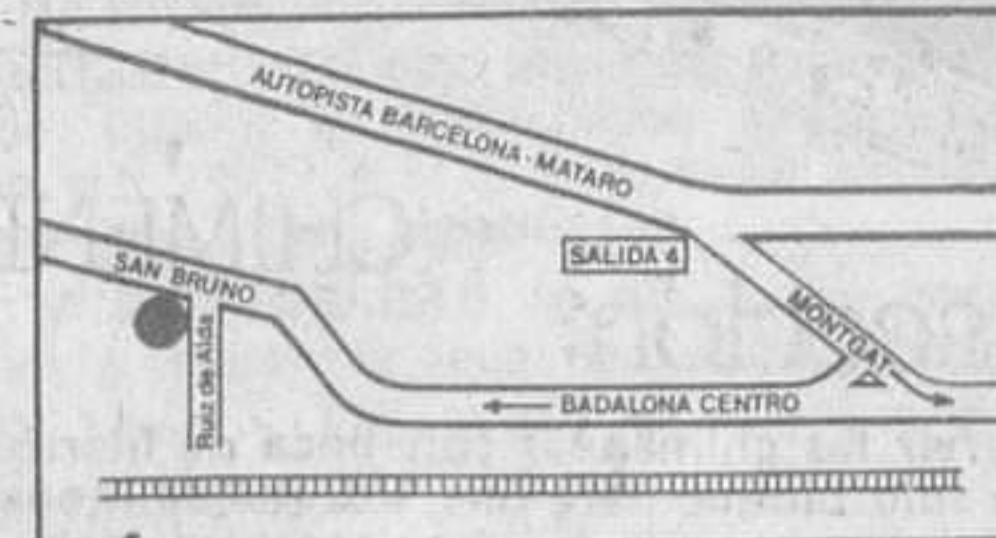 AUTOPISTA BARCELONA - MATARO
SALIDA 4
SAN BRUNO
MONTGAT
Ruiz de Alda
BADALONA CENTRO